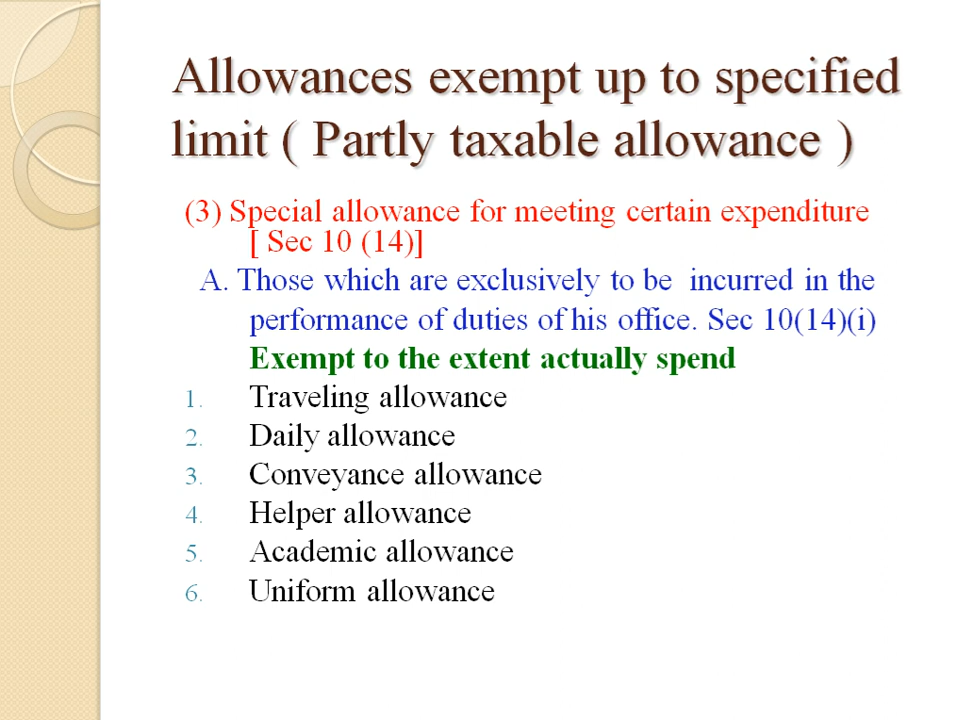 Allowances exempt up to specified
limit ( Partly taxable allowance )
(3) Special allowance for meeting certain expenditure
[ Sec 10 (14)]
A. Those which are exclusively to be incurred in the
performance of duties of his office. Sec 10(14)(i)
Exempt to the extent actually spend
1. Traveling allowance
2. Daily allowance
3. Conveyance allowance
4. Helper allowance
5. Academic allowance
6. Uniform allowance